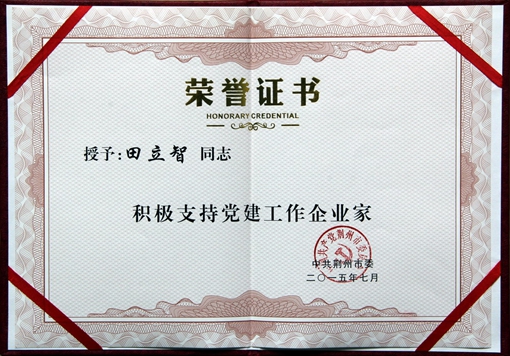 荣誉证书
HONORARY CREDENTIAL
授予:田立智 同志
积极支持党建工作企业家
中共荆州市委
二〇一五年七月